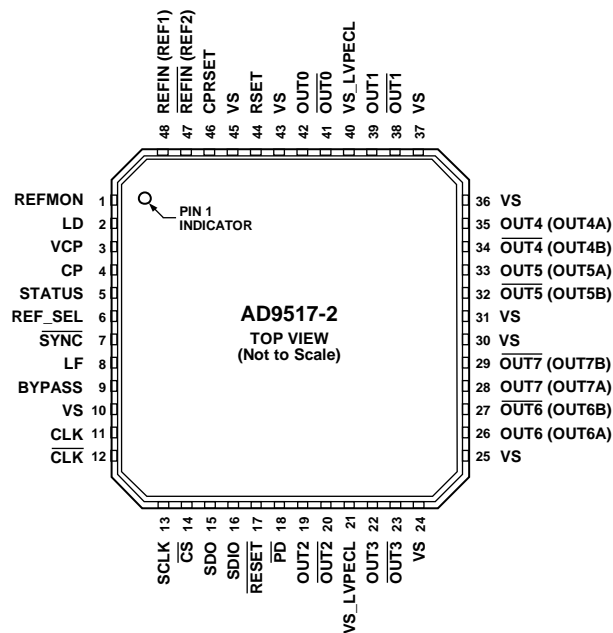 48 REFIN (REF1)
47 REFIN (REF2)
46 CPRSET
45 VS
44 RSET
43 VS
42 OUT0
41 OUT0
40 VS_LVPECL
39 OUT1
38 OUT1
37 VS
REFMON 1
LD 2
VCP 3
CP 4
STATUS 5
REF_SEL 6
SYNC 7
LF 8
BYPASS 9
VS 10
CLK 11
CLK 12
PIN 1
INDICATOR
AD9517-2
TOP VIEW
(Not to Scale)
36 VS
35 OUT4 (OUT4A)
34 OUT4 (OUT4B)
33 OUT5 (OUT5A)
32 OUT5 (OUT5B)
31 VS
30 VS
29 OUT7 (OUT7B)
28 OUT7 (OUT7A)
27 OUT6 (OUT6B)
26 OUT6 (OUT6A)
25 VS
SCLK 13
CS 14
SDO 15
SDIO 16
RESET 17
PD 18
OUT2 19
OUT2 20
VS_LVPECL 21
OUT3 22
OUT3 23
VS 24